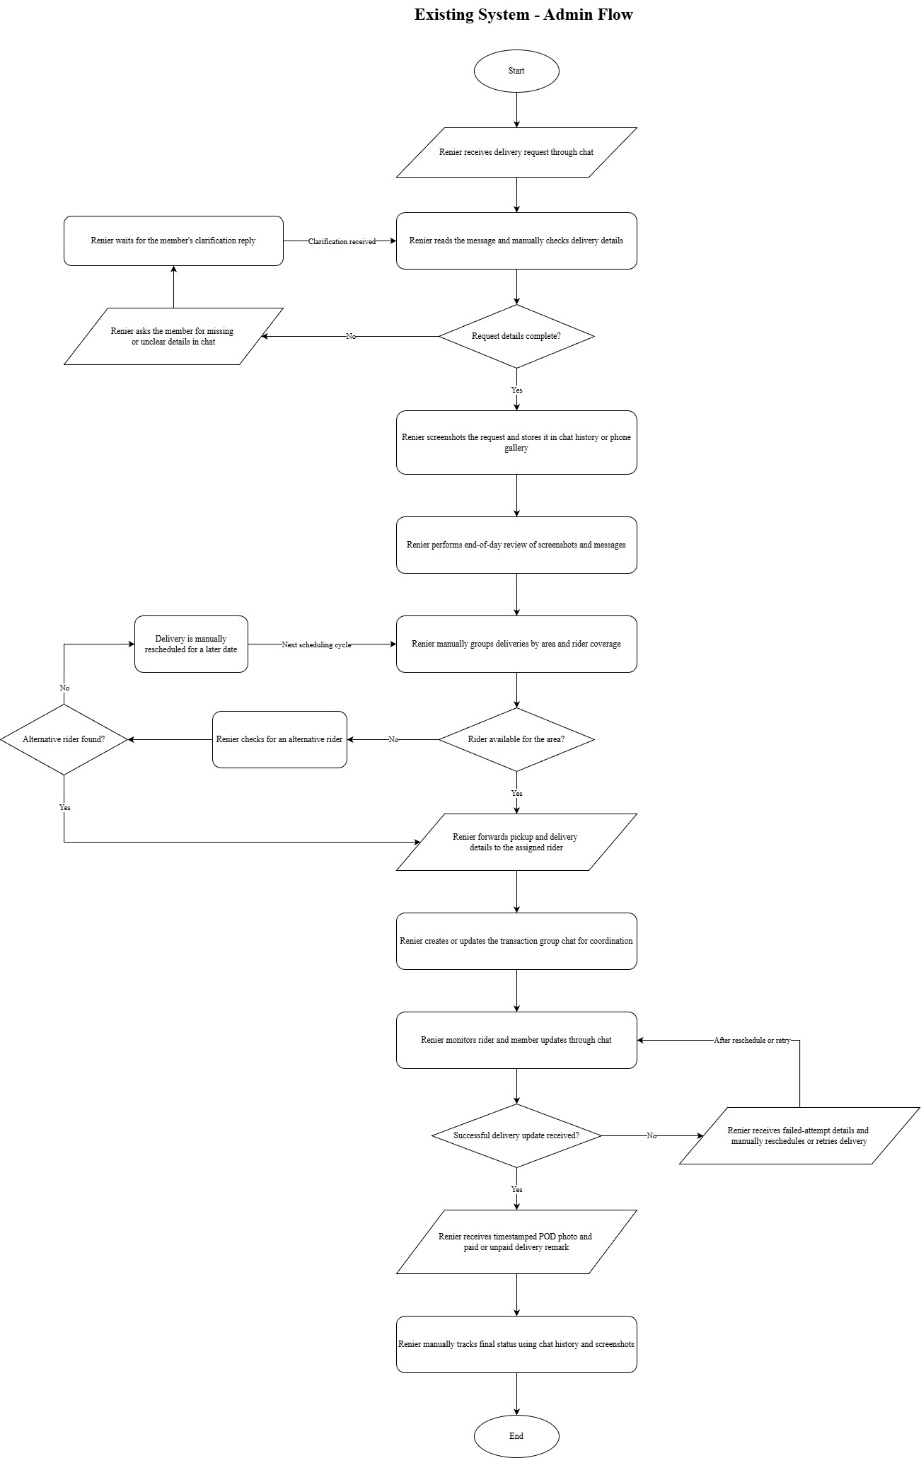 Existing System - Admin Flow
Start
Renier receives delivery request through chat
Renier waits for the member's clarification reply
Clarification received
Renier reads the message and manually checks delivery details
Renier asks the member for missing
or unclear details in chat
No
Request details complete?
Yes
Renier screenshots the request and stores it in chat history or phone
gallery
Renier performs end-of-day review of screenshots and messages
Delivery is manually
rescheduled for a later date
Next scheduling cycle
Renier manually groups deliveries by area and rider coverage
No
Alternative rider found?
Renier checks for an alternative rider
No
Rider available for the area?
Yes
Yes
Renier forwards pickup and delivery
details to the assigned rider
Renier creates or updates the transaction group chat for coordination
Renier monitors rider and member updates through chat
After reschedule or retry
Successful delivery update received?
No
Renier receives failed-attempt details and
manually reschedules or retries delivery
Yes
Renier receives timestamped POD photo and
paid or unpaid delivery remark
Renier manually tracks final status using chat history and screenshots
End